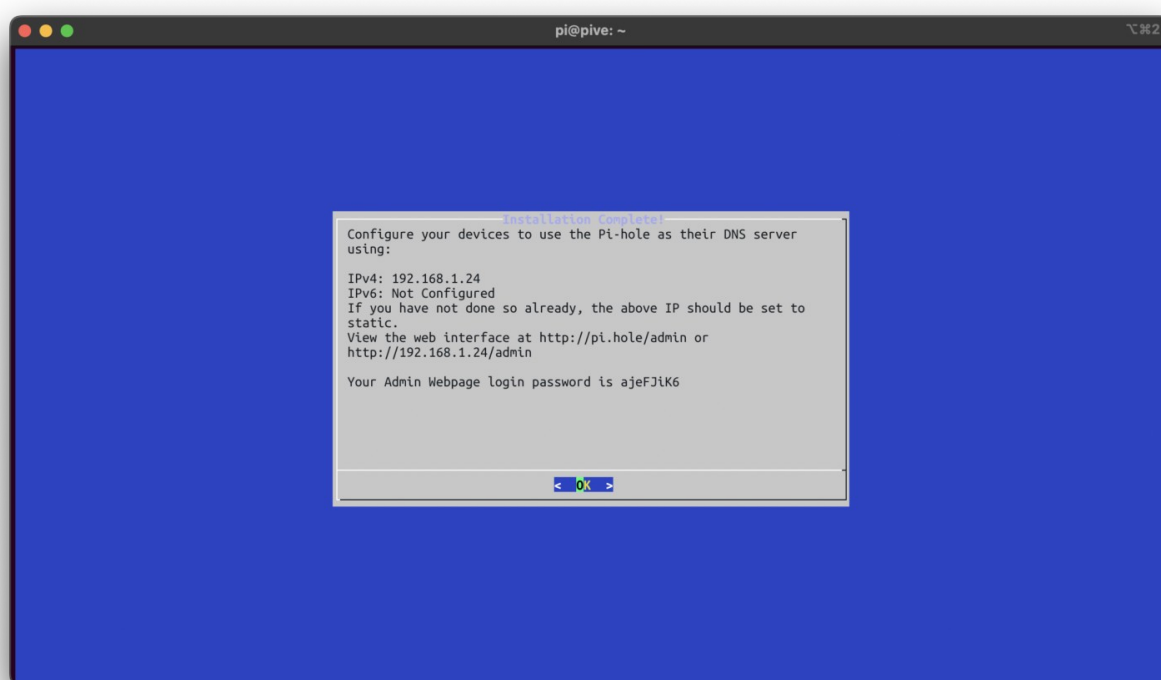 pi@pive: ~
⌥⌘2
Installation Complete!
Configure your devices to use the Pi-hole as their DNS server
using:
IPv4: 192.168.1.24
IPv6: Not Configured
If you have not done so already, the above IP should be set to
static.
View the web interface at http://pi.hole/admin or
http://192.168.1.24/admin
Your Admin Webpage login password is ajeFJiK6
< OK >